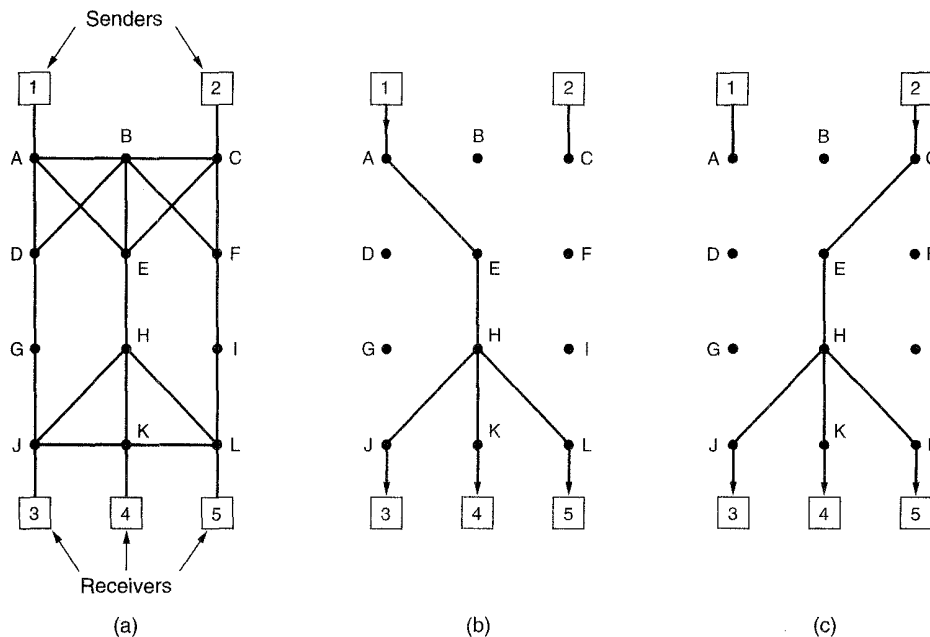 Senders
1 2 1 2 1 2
B B B
A C A C A
D E F D E F D E
G H I G H I G H
J K L J K L J K
3 4 5 3 4 5 3 4 5
Receivers
(a) (b) (c)